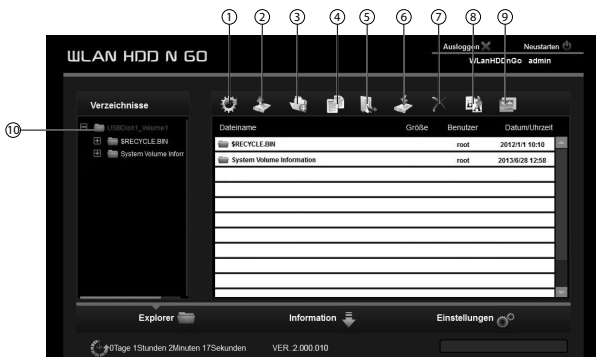 ① ② ③ ④ ⑤ ⑥ ⑦ ⑧ ⑨
Ausloggen Neustarten
WLAN HDD N GO
WLanHDDnGo admin
Verzeichnisse
⑩
USBDisk1_Volume1
$RECYCLE.BIN
System Volume Inform
Dateiname Größe Benutzer Datum/Uhrzeit
$RECYCLE.BIN root 2012/1/1 10:10
System Volume Information root 2013/6/28 12:58
Explorer Information Einstellungen
0Tage 1Stunden 2Minuten 17Sekunden VER.:2.000.010